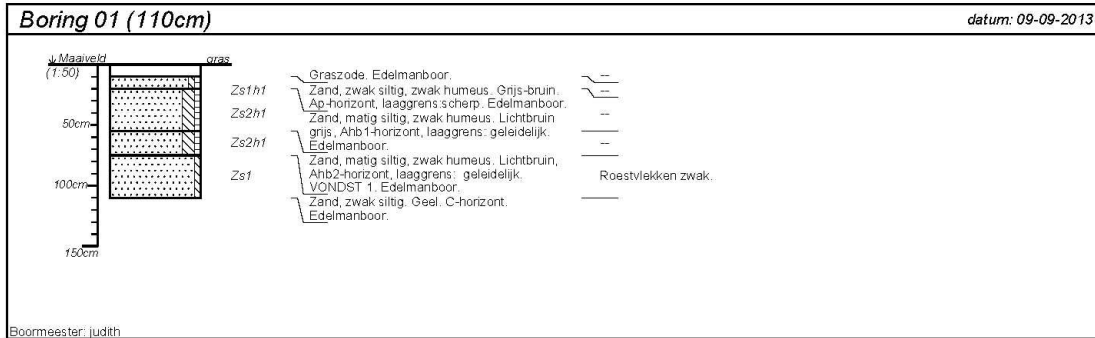 Boring 01 (110cm)
datum: 09-09-2013
↓ Maaiveld
gras
(1:50)
50cm
100cm
150cm
Zs1h1
Zs2h1
Zs2h1
Zs1
Graszode. Edelmanboor.
Zand, zwak siltig, zwak humeus. Grijs-bruin.
Ap-horizont, laaggrens:scherp. Edelmanboor.
Zand, matig siltig, zwak humeus. Lichtbruin
grijs, Ahb1-horizont, laaggrens: geleidelijk.
Edelmanboor.
Zand, matig siltig, zwak humeus. Lichtbruin,
Ahb2-horizont, laaggrens: geleidelijk.
VONDST 1. Edelmanboor.
Zand, zwak siltig. Geel. C-horizont.
Edelmanboor.
--
--
--
--
Roestvlekken zwak.
Boormeester: judith